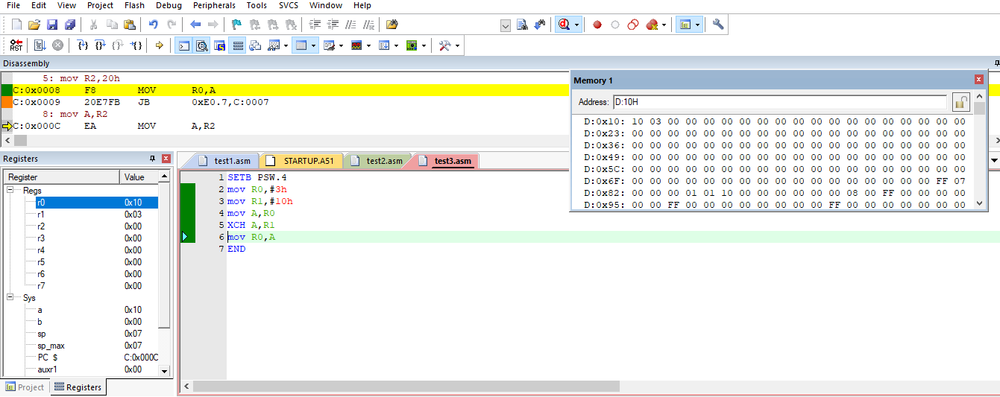 File Edit View Project Flash Debug Peripherals Tools SVCS Window Help
RST
Disassembly
5: mov R2,20h
C:0x0008 F8 MOV R0,A
C:0x0009 20E7FB JB 0xE0.7,C:0007
8: mov A,R2
C:0x000C EA MOV A,R2
Memory 1
Address: D:10H
D:0x10: 10 03 00 00 00 00 00 00 00 00 00 00 00 00 00 00 00 00 00
D:0x23: 00 00 00 00 00 00 00 00 00 00 00 00 00 00 00 00 00 00 00
D:0x36: 00 00 00 00 00 00 00 00 00 00 00 00 00 00 00 00 00 00 00
D:0x49: 00 00 00 00 00 00 00 00 00 00 00 00 00 00 00 00 00 00 00
D:0x5C: 00 00 00 00 00 00 00 00 00 00 00 00 00 00 00 00 00 00 00
D:0x6F: 00 00 00 00 00 00 00 00 00 00 00 00 00 00 00 00 00 FF 07
D:0x82: 00 00 00 01 01 10 00 00 00 00 00 00 08 00 FF 00 00 00 00
D:0x95: 00 00 FF 00 00 00 00 00 00 00 00 FF 00 00 00 00 00 00 00
Registers
Register Value
Regs
r0 0x10
r1 0x03
r2 0x00
r3 0x00
r4 0x00
r5 0x00
r6 0x00
r7 0x00
Sys
a 0x10
b 0x00
sp 0x07
sp_max 0x07
PC $ C:0x000C
auxr1 0x00
Project Registers
test1.asm STARTUP.A51 test2.asm test3.asm
1 SETB PSW.4
2 mov R0,#3h
3 mov R1,#10h
4 mov A,R0
5 XCH A,R1
6 mov R0,A
7 END